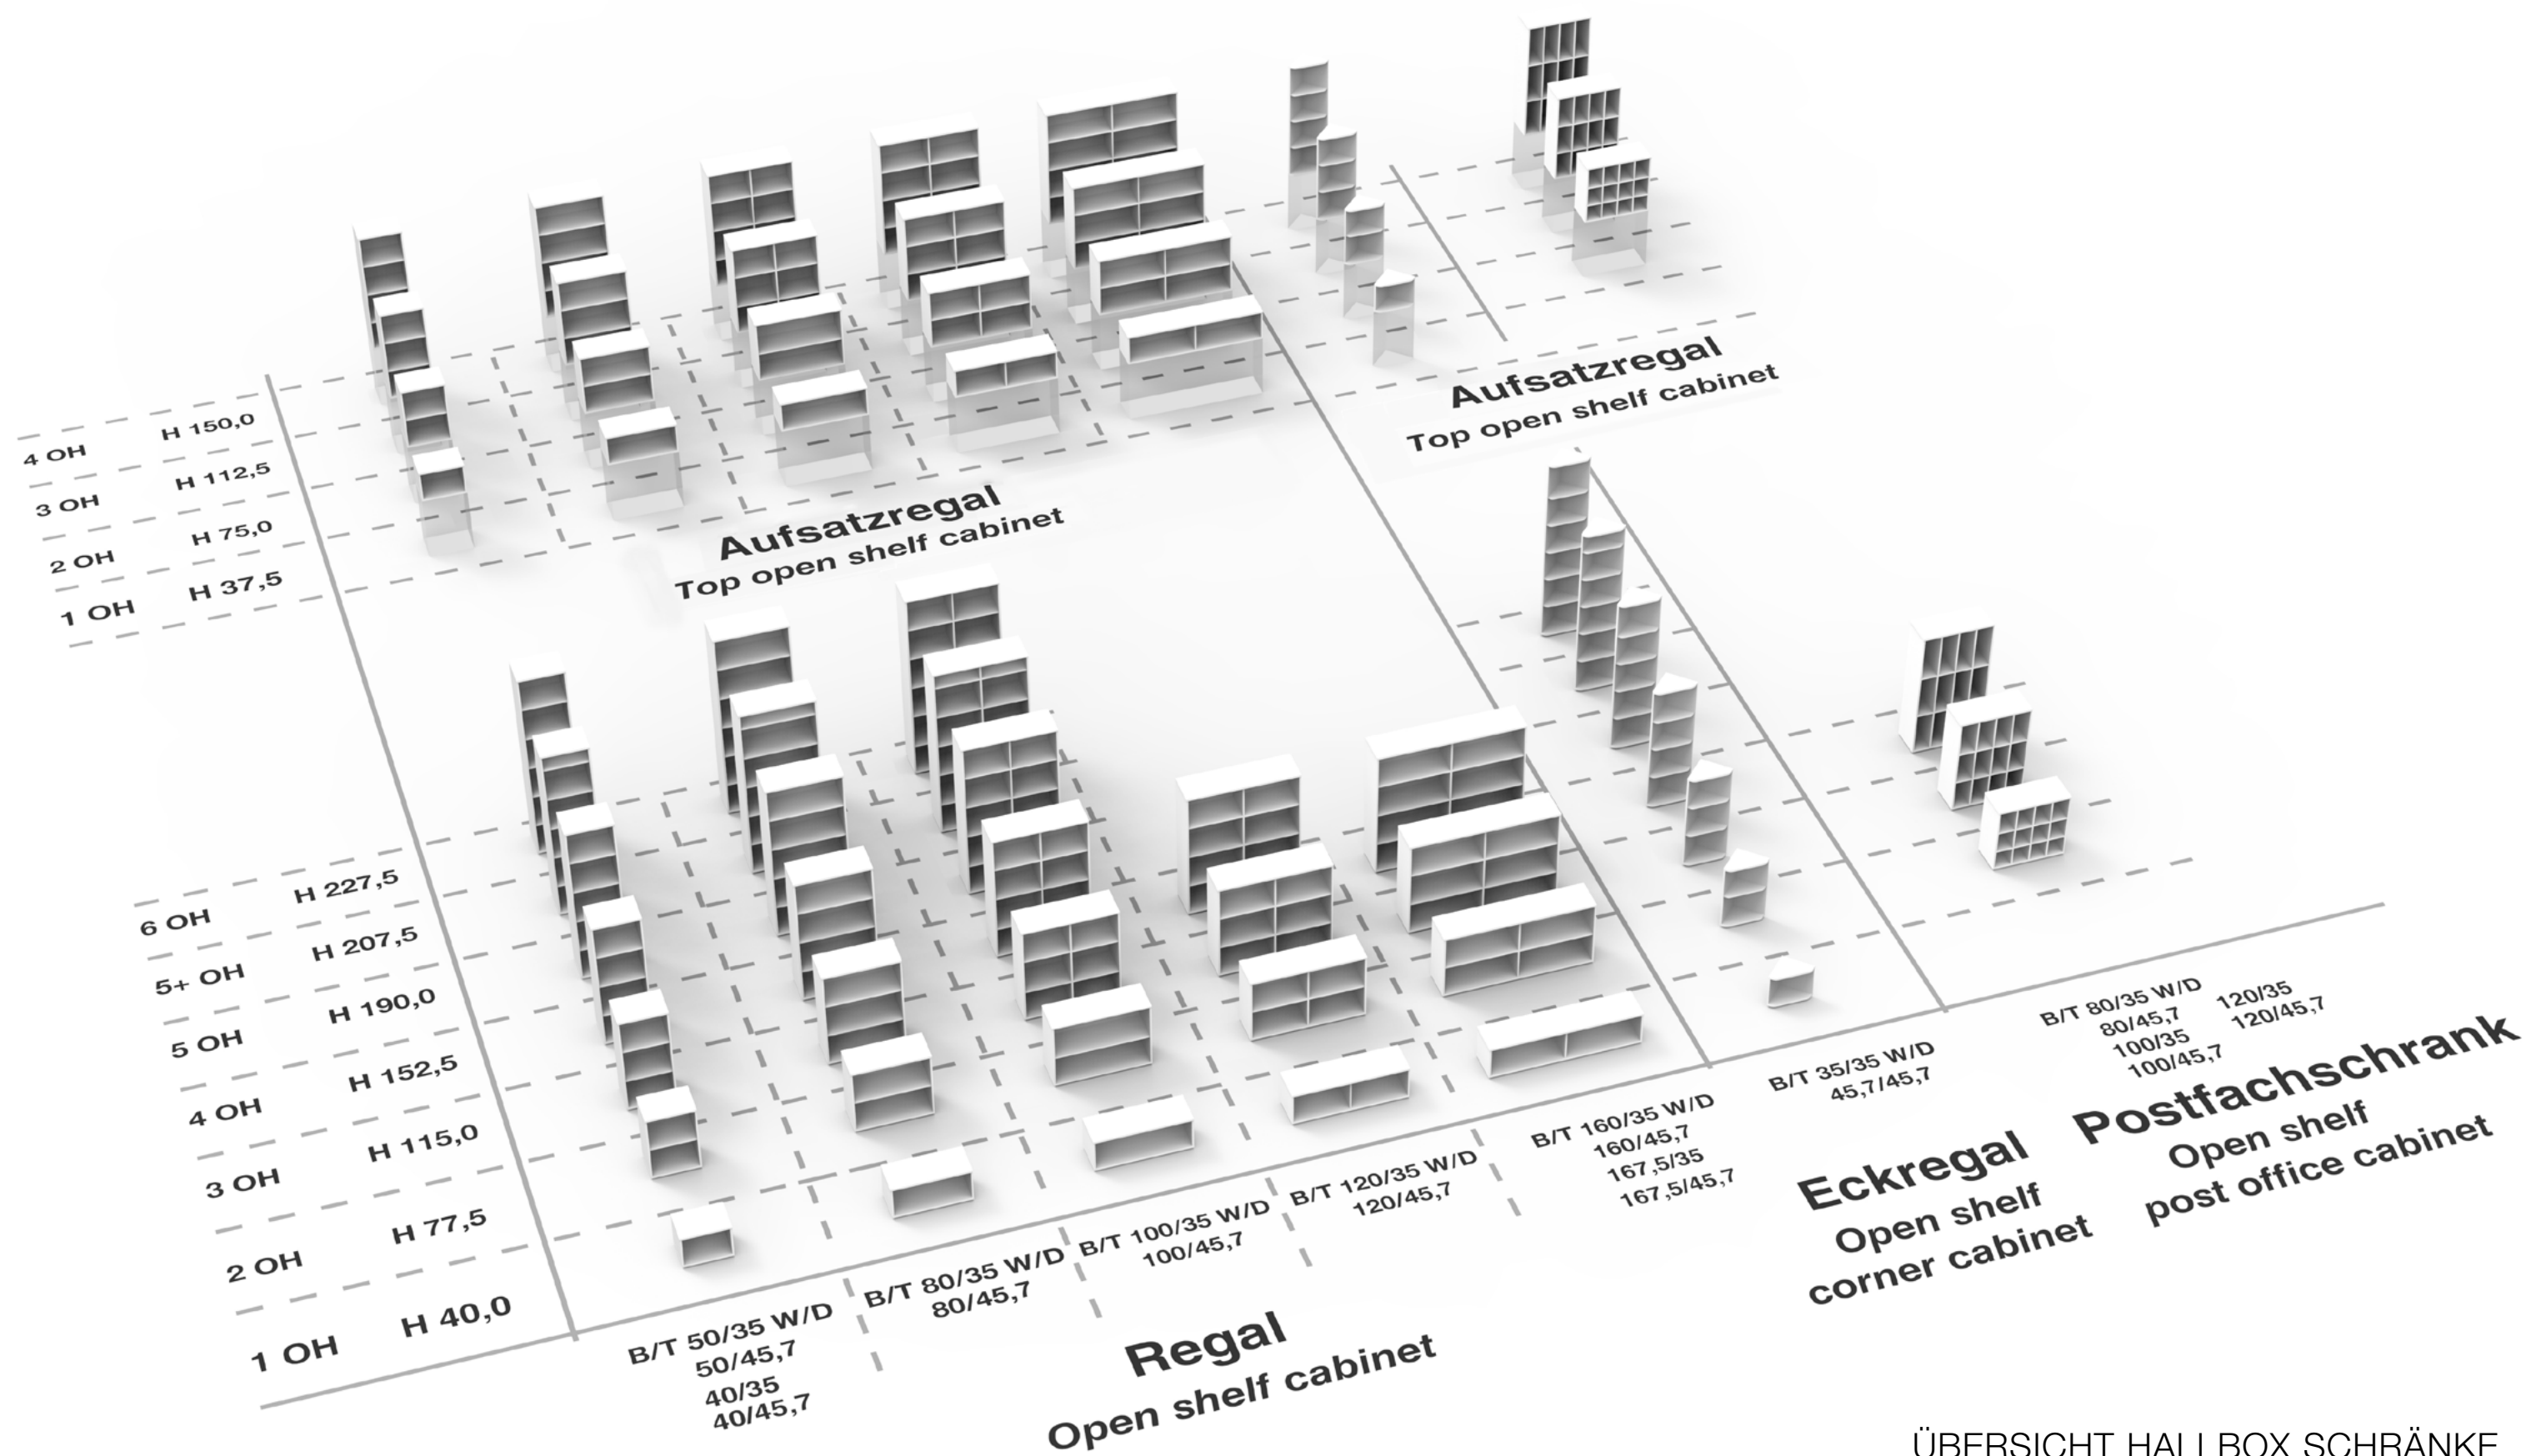 4 OH H 150,0
3 OH H 112,5
2 OH H 75,0
1 OH H 37,5
Aufsatzregal
Top open shelf cabinet
Aufsatzregal
Top open shelf cabinet
6 OH H 227,5
5+ OH H 207,5
5 OH H 190,0
4 OH H 152,5
3 OH H 115,0
2 OH H 77,5
1 OH H 40,0
B/T 50/35 W/D
50/45,7
40/35
40/45,7
B/T 80/35 W/D
80/45,7
B/T 100/35 W/D
100/45,7
B/T 120/35 W/D
120/45,7
B/T 160/35 W/D
160/45,7
167,5/35
167,5/45,7
B/T 35/35 W/D
45,7/45,7
B/T 80/35 W/D 120/35
80/45,7 120/45,7
100/35
100/45,7
Regal
Open shelf cabinet
Eckregal
Open shelf
corner cabinet
Postfachschrank
Open shelf
post office cabinet
ÜBERSICHT HALLBOX SCHRÄNKE